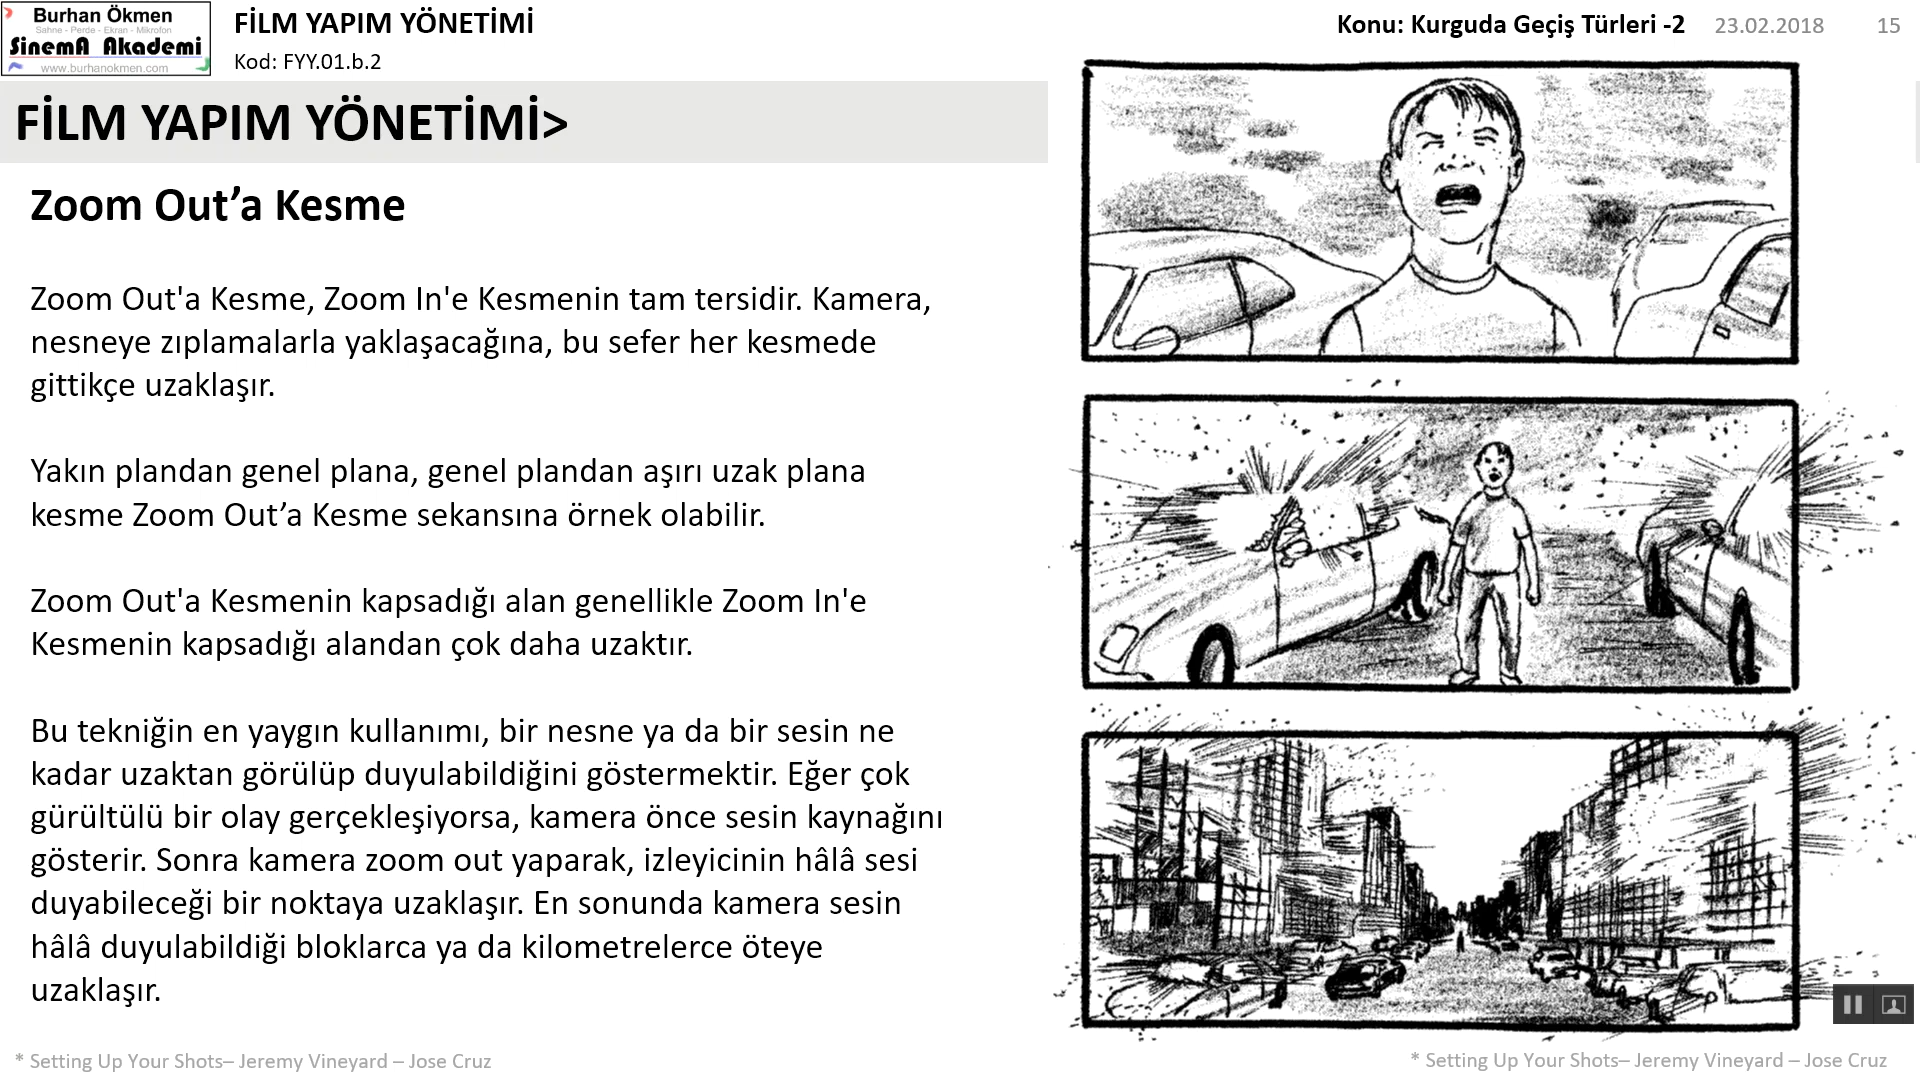 Burhan Ökmen
Sahne - Perde - Ekran - Mikrofon
SinemA Akademi
www.burhanokmen.com
FİLM YAPIM YÖNETİMİ
Kod: FYY.01.b.2
Konu: Kurguda Geçiş Türleri -2
23.02.2018
15
FİLM YAPIM YÖNETİMİ>
Zoom Out’a Kesme
Zoom Out'a Kesme, Zoom In'e Kesmenin tam tersidir. Kamera,
nesneye zıplamalarla yaklaşacağına, bu sefer her kesmede
gittikçe uzaklaşır.
Yakın plandan genel plana, genel plandan aşırı uzak plana
kesme Zoom Out’a Kesme sekansına örnek olabilir.
Zoom Out'a Kesmenin kapsadığı alan genellikle Zoom In'e
Kesmenin kapsadığı alandan çok daha uzaktır.
Bu tekniğin en yaygın kullanımı, bir nesne ya da bir sesin ne
kadar uzaktan görülüp duyulabildiğini göstermektir. Eğer çok
gürültülü bir olay gerçekleşiyorsa, kamera önce sesin kaynağını
gösterir. Sonra kamera zoom out yaparak, izleyicinin hâlâ sesi
duyabileceği bir noktaya uzaklaşır. En sonunda kamera sesin
hâlâ duyulabildiği bloklarca ya da kilometrelerce öteye
uzaklaşır.
* Setting Up Your Shots– Jeremy Vineyard – Jose Cruz
* Setting Up Your Shots– Jeremy Vineyard – Jose Cruz